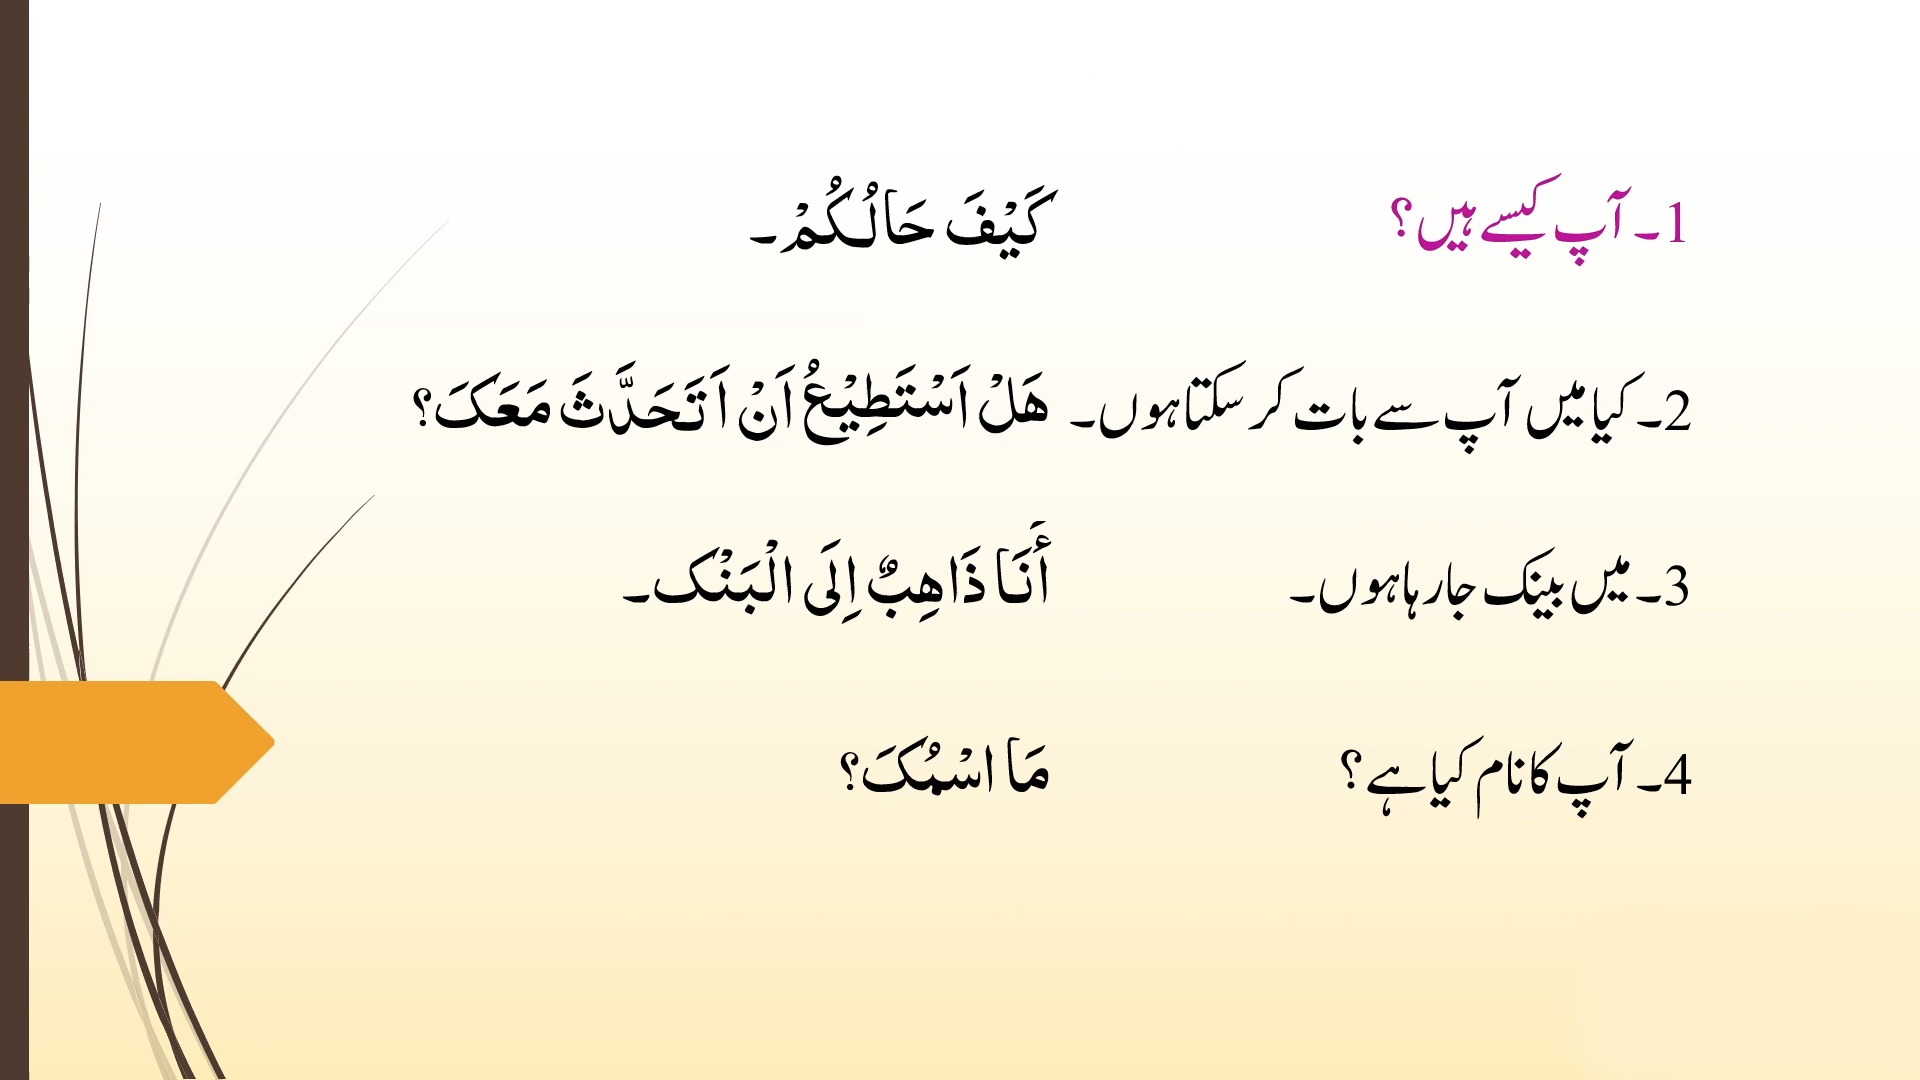 1۔ آپ کیسے ہیں؟ کَیْفَ حَالُکُمْ۔
2۔ کیا میں آپ سے بات کر سکتا ہوں۔ هَلْ اَسْتَطِیْعُ اَنْ اَتَحَدَّثَ مَعَکَ؟
3۔ میں بینک جا رہا ہوں۔ أَنَا ذَاهِبٌ اِلَی الْبَنْک۔
4۔ آپ کا نام کیا ہے؟ مَا اسْمُکَ؟